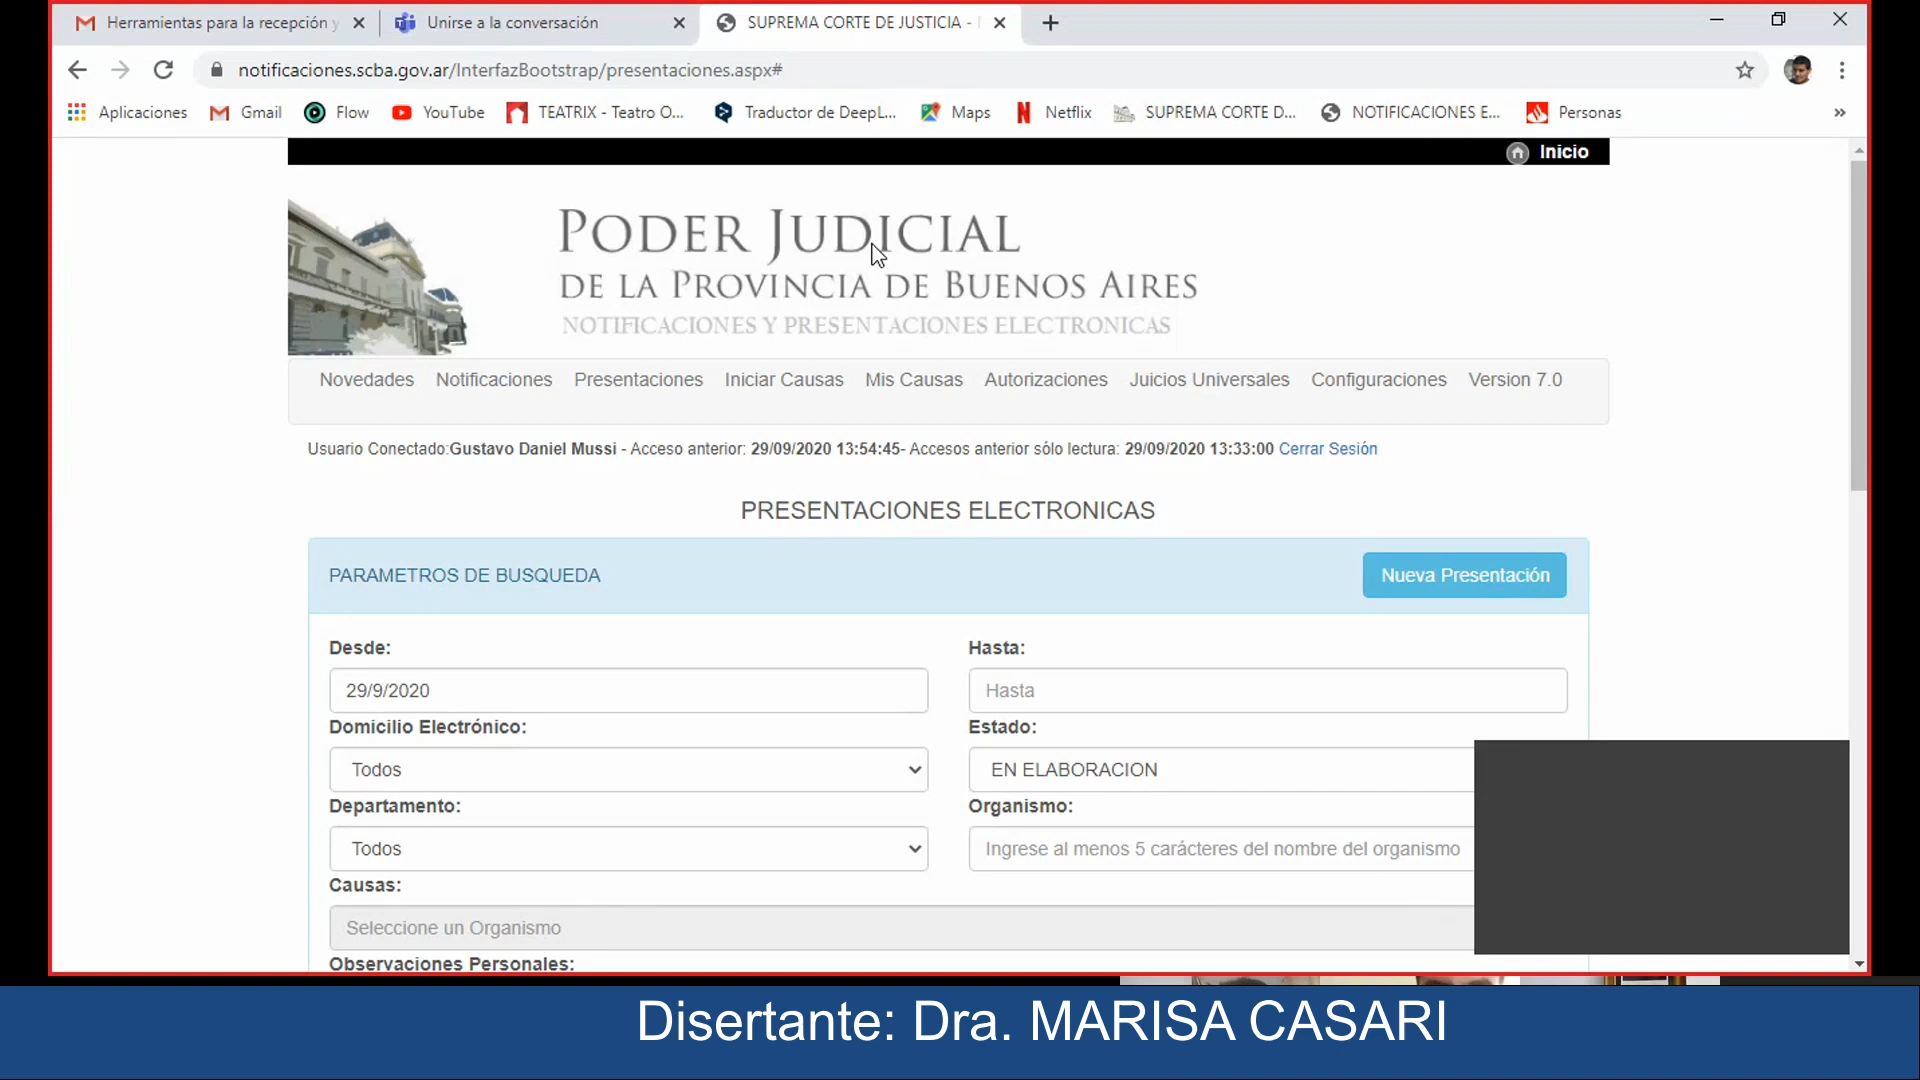 Herramientas para la recepción y
Unirse a la conversación
SUPREMA CORTE DE JUSTICIA -
notificaciones.scba.gov.ar/InterfazBootstrap/presentaciones.aspx#
Aplicaciones
Gmail
Flow
YouTube
TEATRIX - Teatro O...
Traductor de DeepL...
Maps
Netflix
SUPREMA CORTE D...
NOTIFICACIONES E...
Personas
»
Inicio
PODER JUDICIAL
DE LA PROVINCIA DE BUENOS AIRES
NOTIFICACIONES Y PRESENTACIONES ELECTRONICAS
Novedades Notificaciones Presentaciones Iniciar Causas Mis Causas Autorizaciones Juicios Universales Configuraciones Version 7.0
Usuario Conectado:Gustavo Daniel Mussi - Acceso anterior: 29/09/2020 13:54:45- Accesos anterior sólo lectura: 29/09/2020 13:33:00 Cerrar Sesión
PRESENTACIONES ELECTRONICAS
PARAMETROS DE BUSQUEDA
Nueva Presentación
Desde:
Hasta:
29/9/2020
Hasta
Domicilio Electrónico:
Estado:
Todos
EN ELABORACION
Departamento:
Organismo:
Todos
Ingrese al menos 5 carácteres del nombre del organismo
Causas:
Seleccione un Organismo
Observaciones Personales:
Disertante: Dra. MARISA CASARI